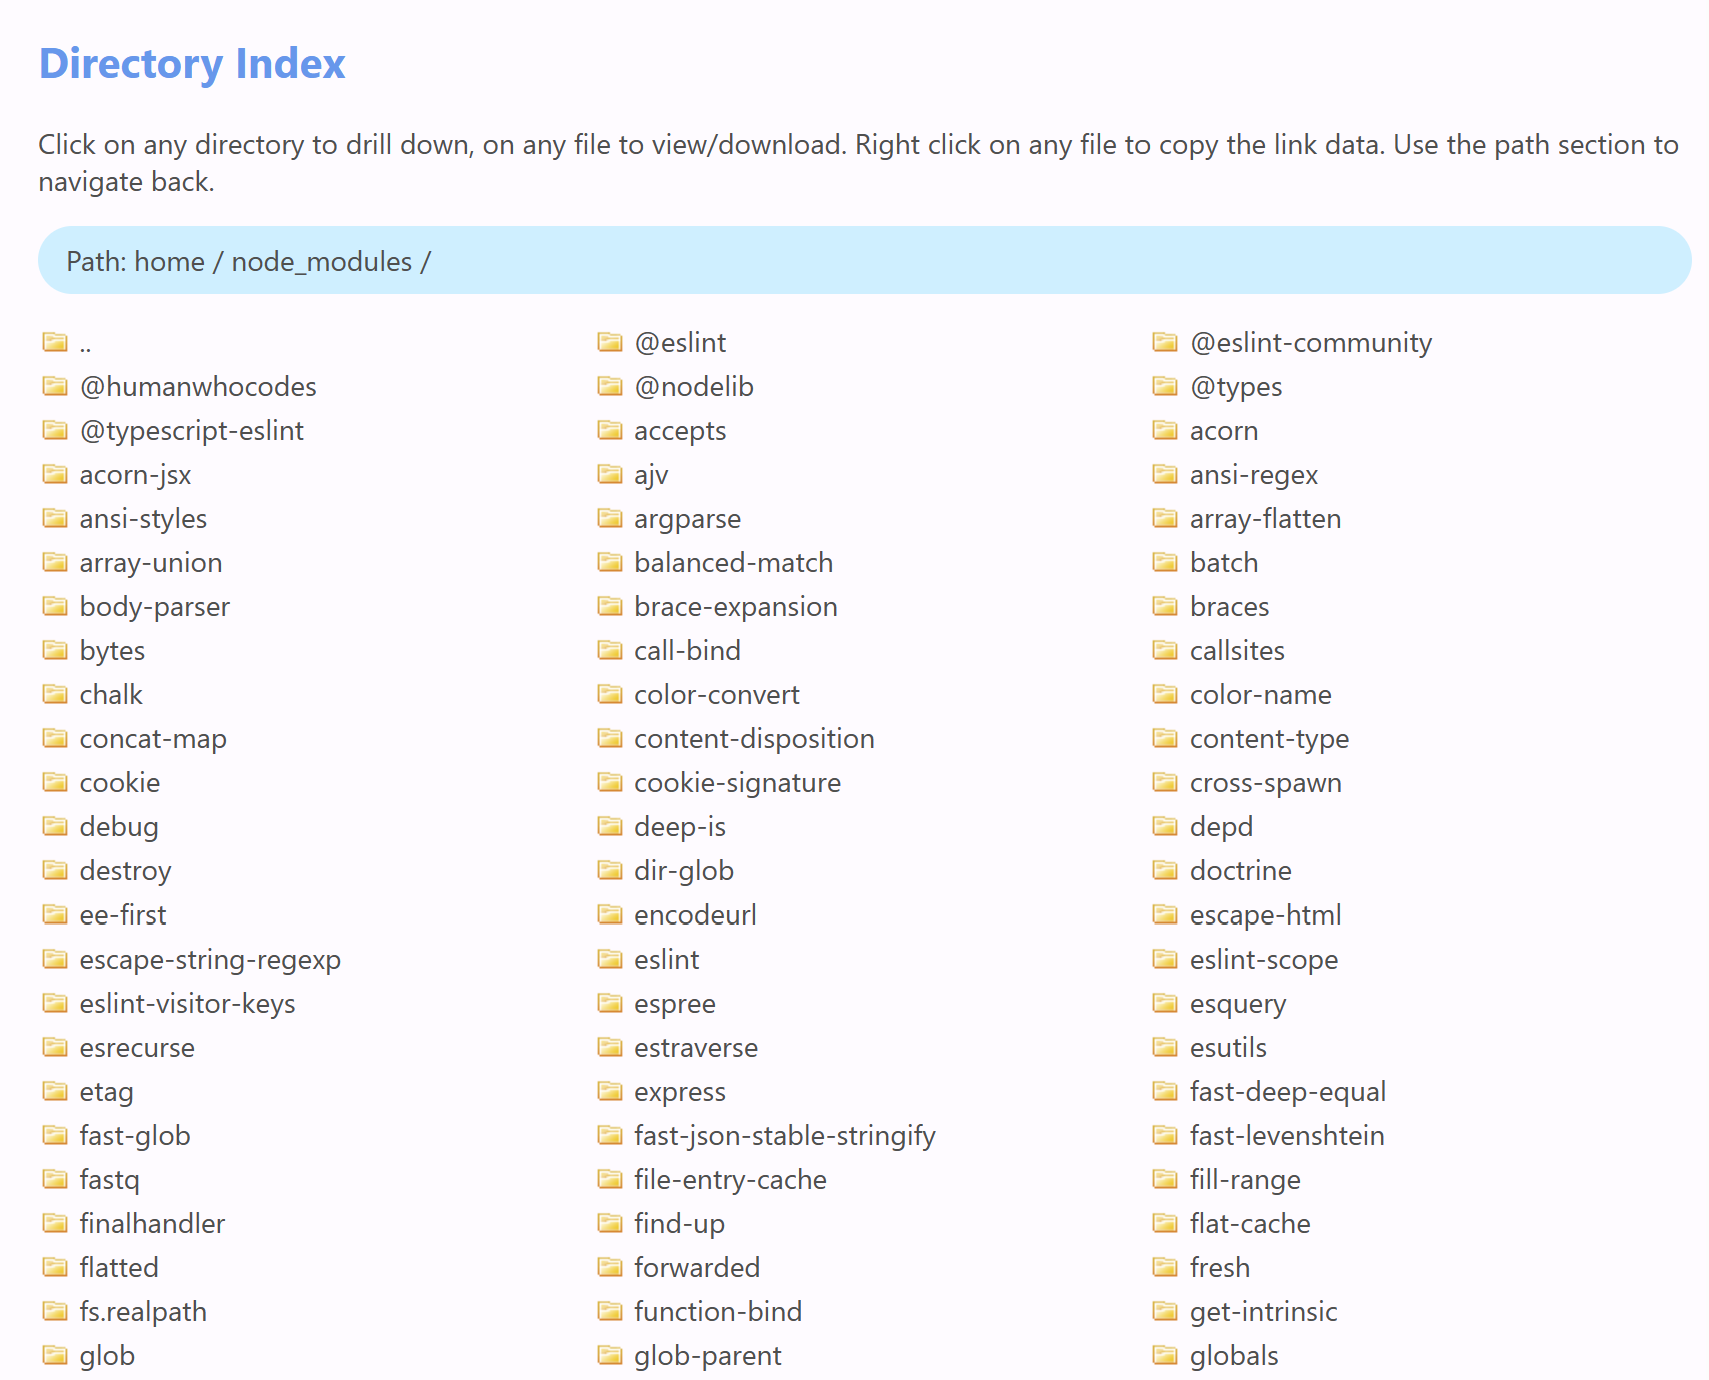 Directory Index
Click on any directory to drill down, on any file to view/download. Right click on any file to copy the link data. Use the path section to
navigate back.
Path: home / node_modules /
.. @eslint @eslint-community
@humanwhocodes @nodelib @types
@typescript-eslint accepts acorn
acorn-jsx ajv ansi-regex
ansi-styles argparse array-flatten
array-union balanced-match batch
body-parser brace-expansion braces
bytes call-bind callsites
chalk color-convert color-name
concat-map content-disposition content-type
cookie cookie-signature cross-spawn
debug deep-is depd
destroy dir-glob doctrine
ee-first encodeurl escape-html
escape-string-regexp eslint eslint-scope
eslint-visitor-keys espree esquery
esrecurse estraverse esutils
etag express fast-deep-equal
fast-glob fast-json-stable-stringify fast-levenshtein
fastq file-entry-cache fill-range
finalhandler find-up flat-cache
flatted forwarded fresh
fs.realpath function-bind get-intrinsic
glob glob-parent globals